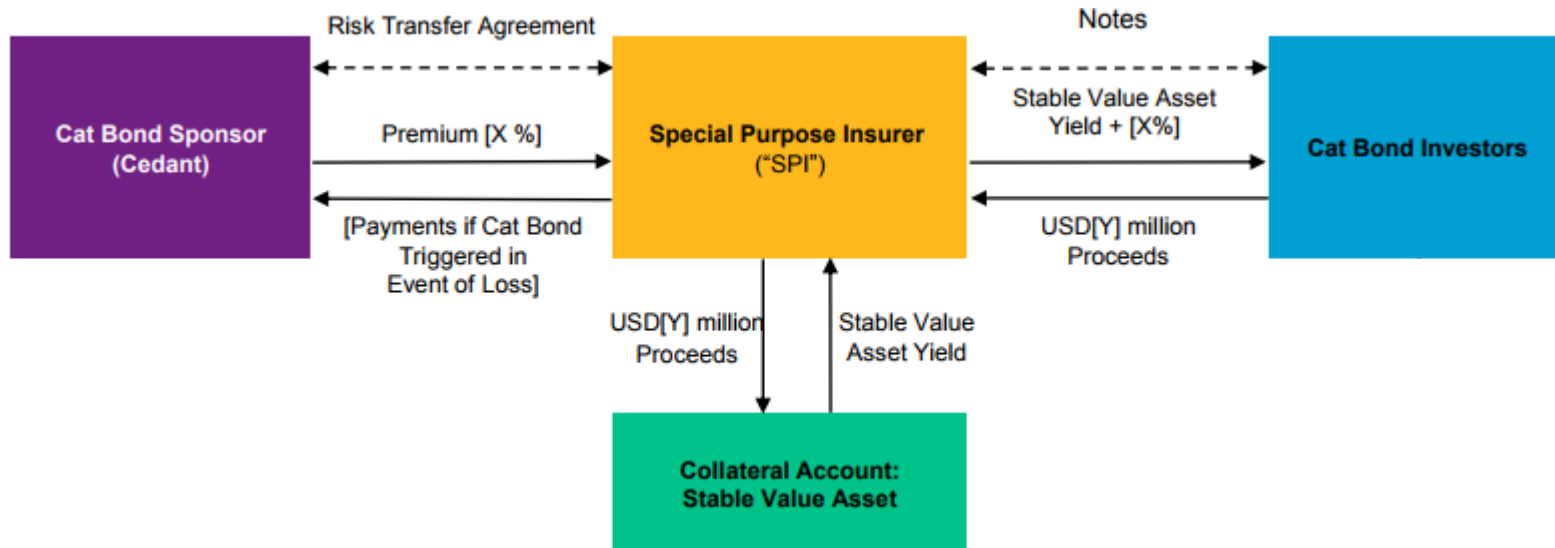 Risk Transfer Agreement
Notes
Cat Bond Sponsor
(Cedant)
Premium [X %]
[Payments if Cat Bond
Triggered in
Event of Loss]
Special Purpose Insurer
(“SPI”)
Stable Value Asset
Yield + [X%]
USD[Y] million
Proceeds
Cat Bond Investors
USD[Y] million
Proceeds
Stable Value
Asset Yield
Collateral Account:
Stable Value Asset